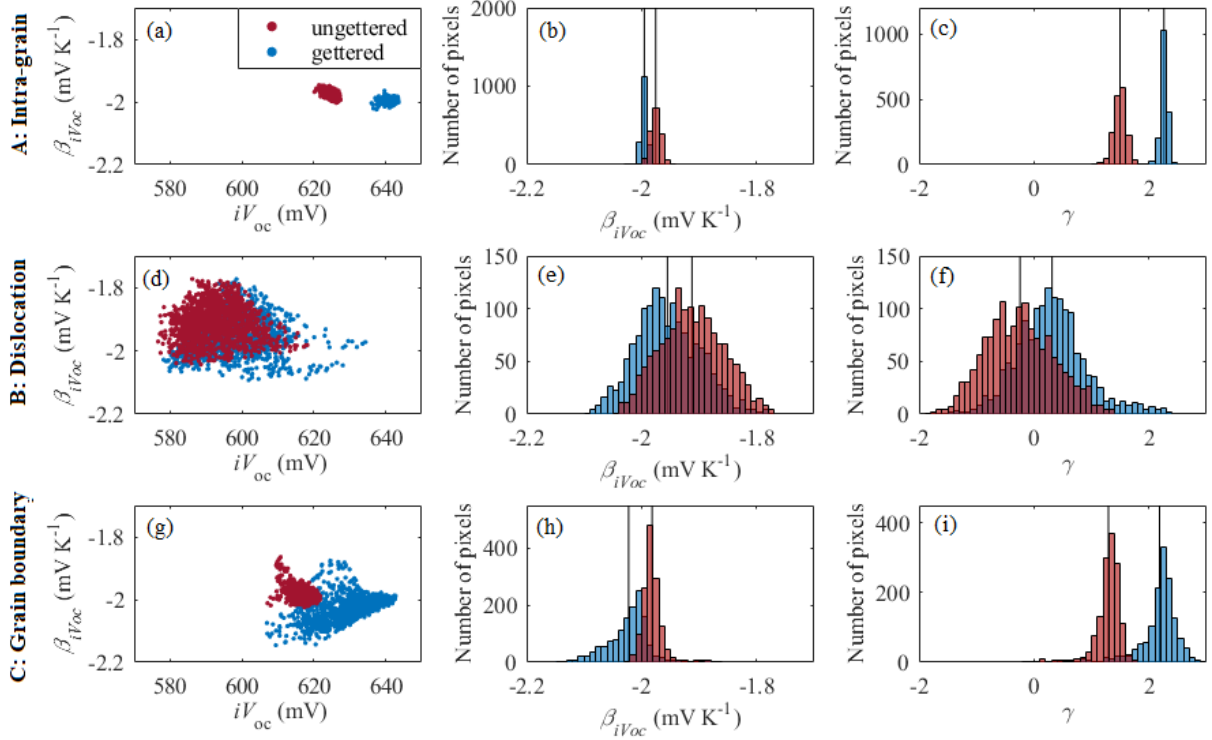 A: Intra-grain
β_iVoc (mV K⁻¹)
-1.8
-2
-2.2
(a)
ungettered
gettered
580 600 620 640
iV_oc (mV)
Number of pixels
2000
1000
0
(b)
-2.2 -2 -1.8
β_iVoc (mV K⁻¹)
Number of pixels
1000
500
0
(c)
-2 0 2
γ
B: Dislocation
β_iVoc (mV K⁻¹)
-1.8
-2
-2.2
(d)
580 600 620 640
iV_oc (mV)
Number of pixels
150
100
50
0
(e)
-2.2 -2 -1.8
β_iVoc (mV K⁻¹)
Number of pixels
150
100
50
0
(f)
-2 0 2
γ
C: Grain boundary
β_iVoc (mV K⁻¹)
-1.8
-2
-2.2
(g)
580 600 620 640
iV_oc (mV)
Number of pixels
400
200
0
(h)
-2.2 -2 -1.8
β_iVoc (mV K⁻¹)
Number of pixels
400
200
0
(i)
-2 0 2
γ